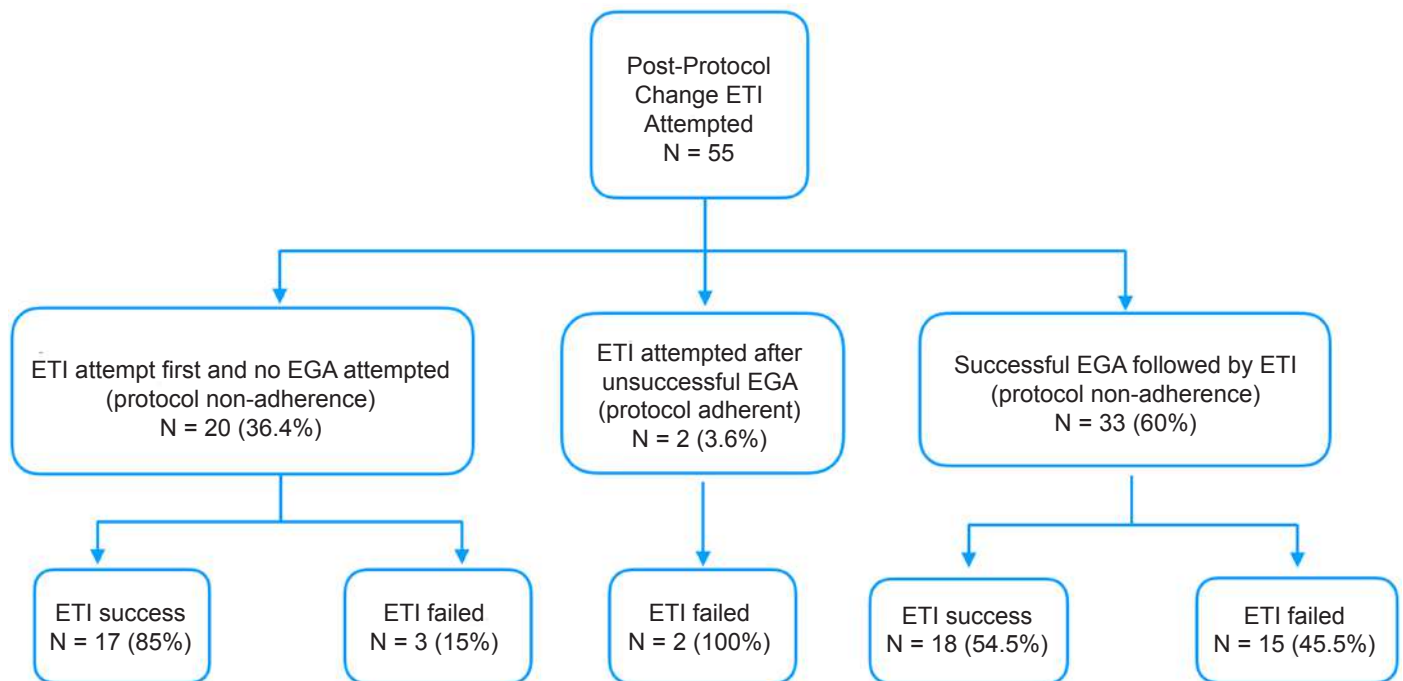 Post-Protocol
Change ETI
Attempted
N = 55
ETI attempt first and no EGA attempted
(protocol non-adherence)
N = 20 (36.4%)
ETI attempted after
unsuccessful EGA
(protocol adherent)
N = 2 (3.6%)
Successful EGA followed by ETI
(protocol non-adherence)
N = 33 (60%)
ETI success
N = 17 (85%)
ETI failed
N = 3 (15%)
ETI failed
N = 2 (100%)
ETI success
N = 18 (54.5%)
ETI failed
N = 15 (45.5%)